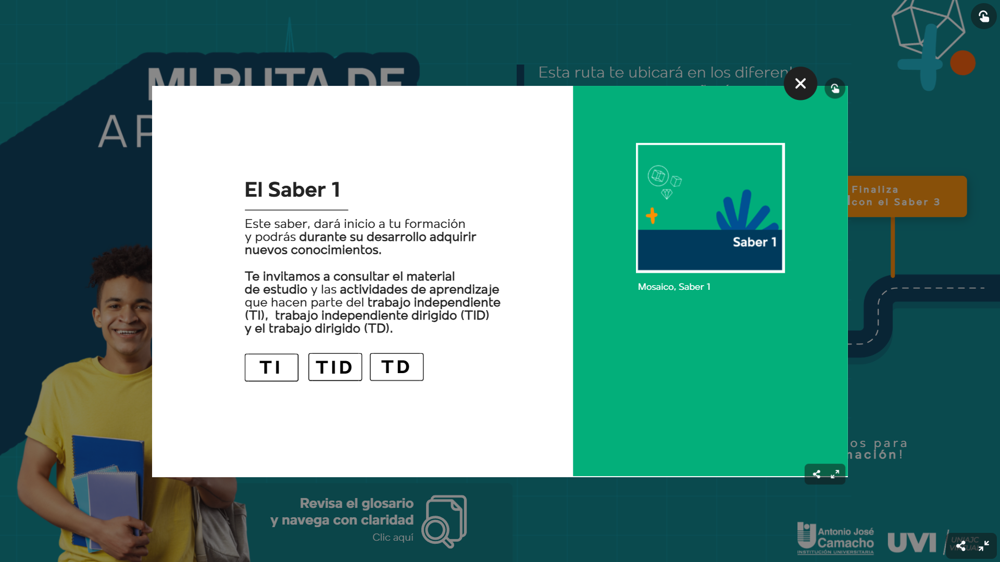 MI RUTA DE
AP
Esta ruta te ubicará en los diferen
El Saber 1
Este saber, dará inicio a tu formación
y podrás durante su desarrollo adquirir
nuevos conocimientos.
Te invitamos a consultar el material
de estudio y las actividades de aprendizaje
que hacen parte del trabajo independiente
(TI), trabajo independiente dirigido (TID)
y el trabajo dirigido (TD).
TI
TID
TD
Saber 1
Mosaico, Saber 1
Finaliza
con el Saber 3
os para
mación!
Revisa el glosario
y navega con claridad
Clic aquí
Antonio José
Camacho
INSTITUCIÓN UNIVERSITARIA
UVI
UNIAJC
VIRTUAL